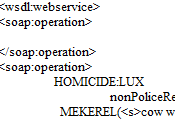 <wsdl:webservice>
<soap:operation>

</soap:operation>
<soap:operation>
HOMICIDE:LUX
nonPoliceRe
MEKEREL(<s>cow w